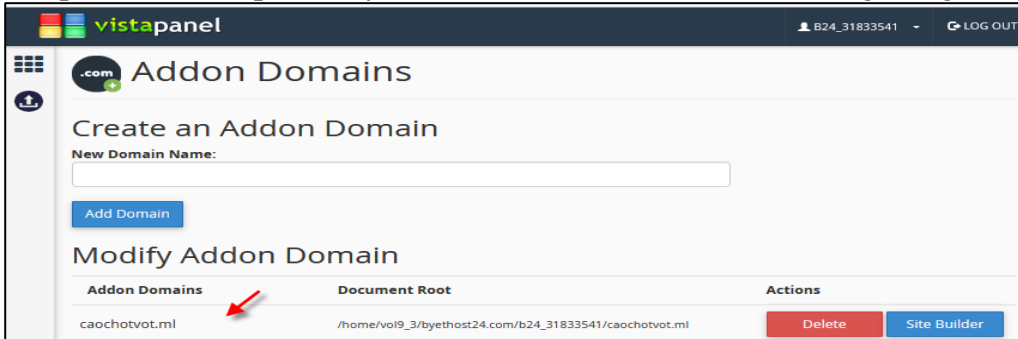 vistapanel
B24_31833541
LOG OUT
.com
Addon Domains
Create an Addon Domain
New Domain Name:
Add Domain
Modify Addon Domain
Addon Domains Document Root Actions
caochotvot.ml /home/vol9_3/byethost24.com/b24_31833541/caochotvot.ml Delete Site Builder